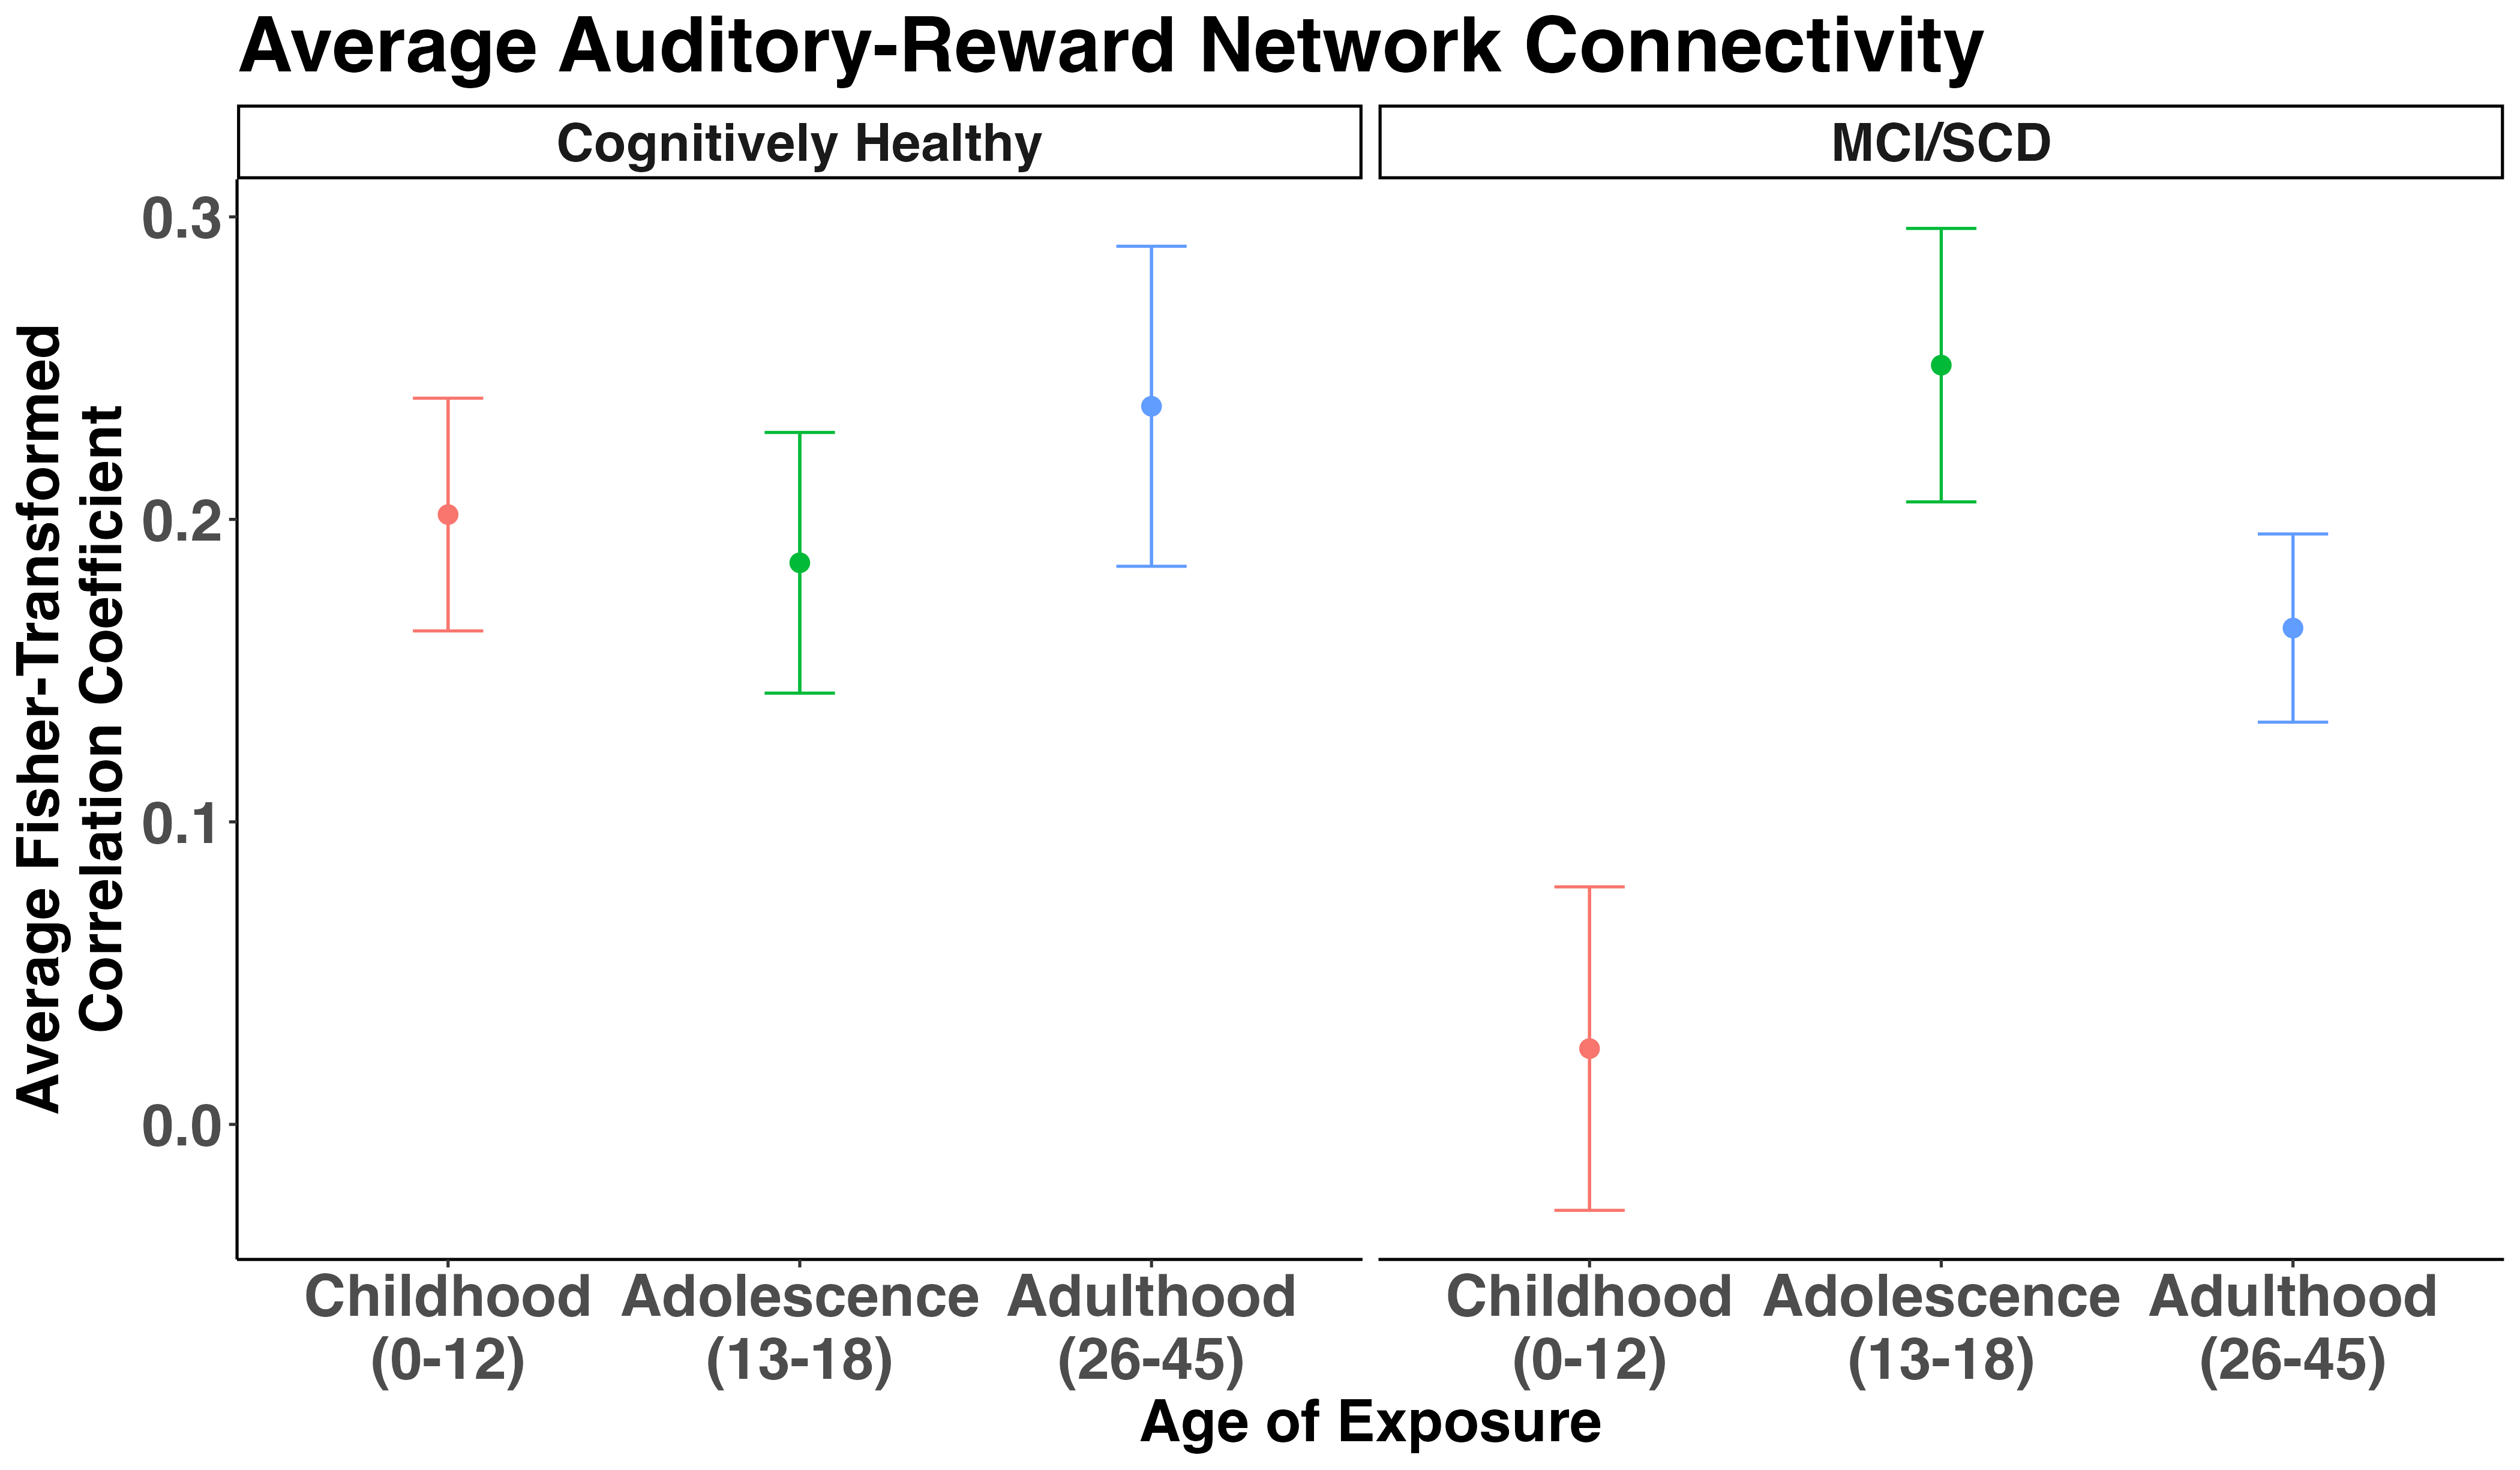 Average Auditory-Reward Network Connectivity
Cognitively Healthy
MCI/SCD
Average Fisher-Transformed
Correlation Coefficient
0.3
0.2
0.1
0.0
Childhood
(0-12)
Adolescence
(13-18)
Adulthood
(26-45)
Childhood
(0-12)
Adolescence
(13-18)
Adulthood
(26-45)
Age of Exposure